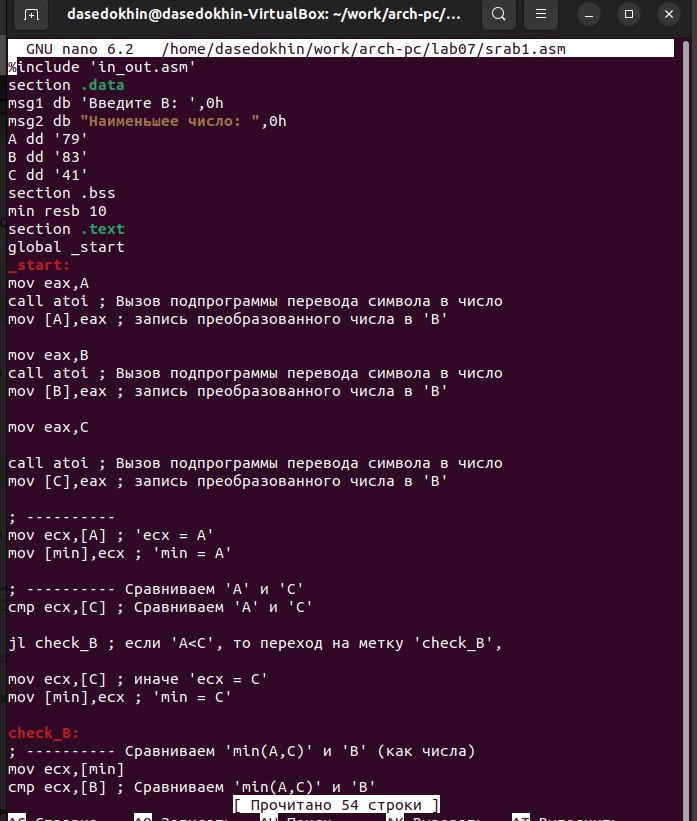 dasedokhin@dasedokhin-VirtualBox: ~/work/arch-pc/...
GNU nano 6.2 /home/dasedokhin/work/arch-pc/lab07/srab1.asm
%include 'in_out.asm'
section .data
msg1 db 'Введите B: ',0h
msg2 db "Наименьшее число: ",0h
A dd '79'
B dd '83'
C dd '41'
section .bss
min resb 10
section .text
global _start
_start:
mov eax,A
call atoi ; Вызов подпрограммы перевода символа в число
mov [A],eax ; запись преобразованного числа в 'B'
mov eax,B
call atoi ; Вызов подпрограммы перевода символа в число
mov [B],eax ; запись преобразованного числа в 'B'
mov eax,C
call atoi ; Вызов подпрограммы перевода символа в число
mov [C],eax ; запись преобразованного числа в 'B'
; ----------
mov ecx,[A] ; 'ecx = A'
mov [min],ecx ; 'min = A'
; ---------- Сравниваем 'A' и 'C'
cmp ecx,[C] ; Сравниваем 'A' и 'C'
jl check_B ; если 'A<C', то переход на метку 'check_B',
mov ecx,[C] ; иначе 'ecx = C'
mov [min],ecx ; 'min = C'
check_B:
; ---------- Сравниваем 'min(A,C)' и 'B' (как числа)
mov ecx,[min]
cmp ecx,[B] ; Сравниваем 'min(A,C)' и 'B'
[ Прочитано 54 строки ]